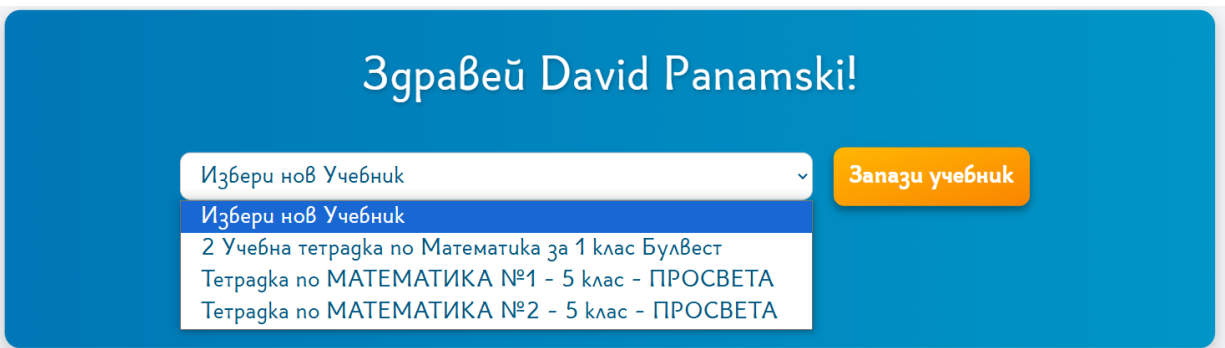 Здравей David Panamski!
Избери нов Учебник
Запази учебник
Избери нов Учебник
2 Учебна тетрадка по Математика за 1 клас Булвест
Тетрадка по МАТЕМАТИКА №1 - 5 клас - ПРОСВЕТА
Тетрадка по МАТЕМАТИКА №2 - 5 клас - ПРОСВЕТА